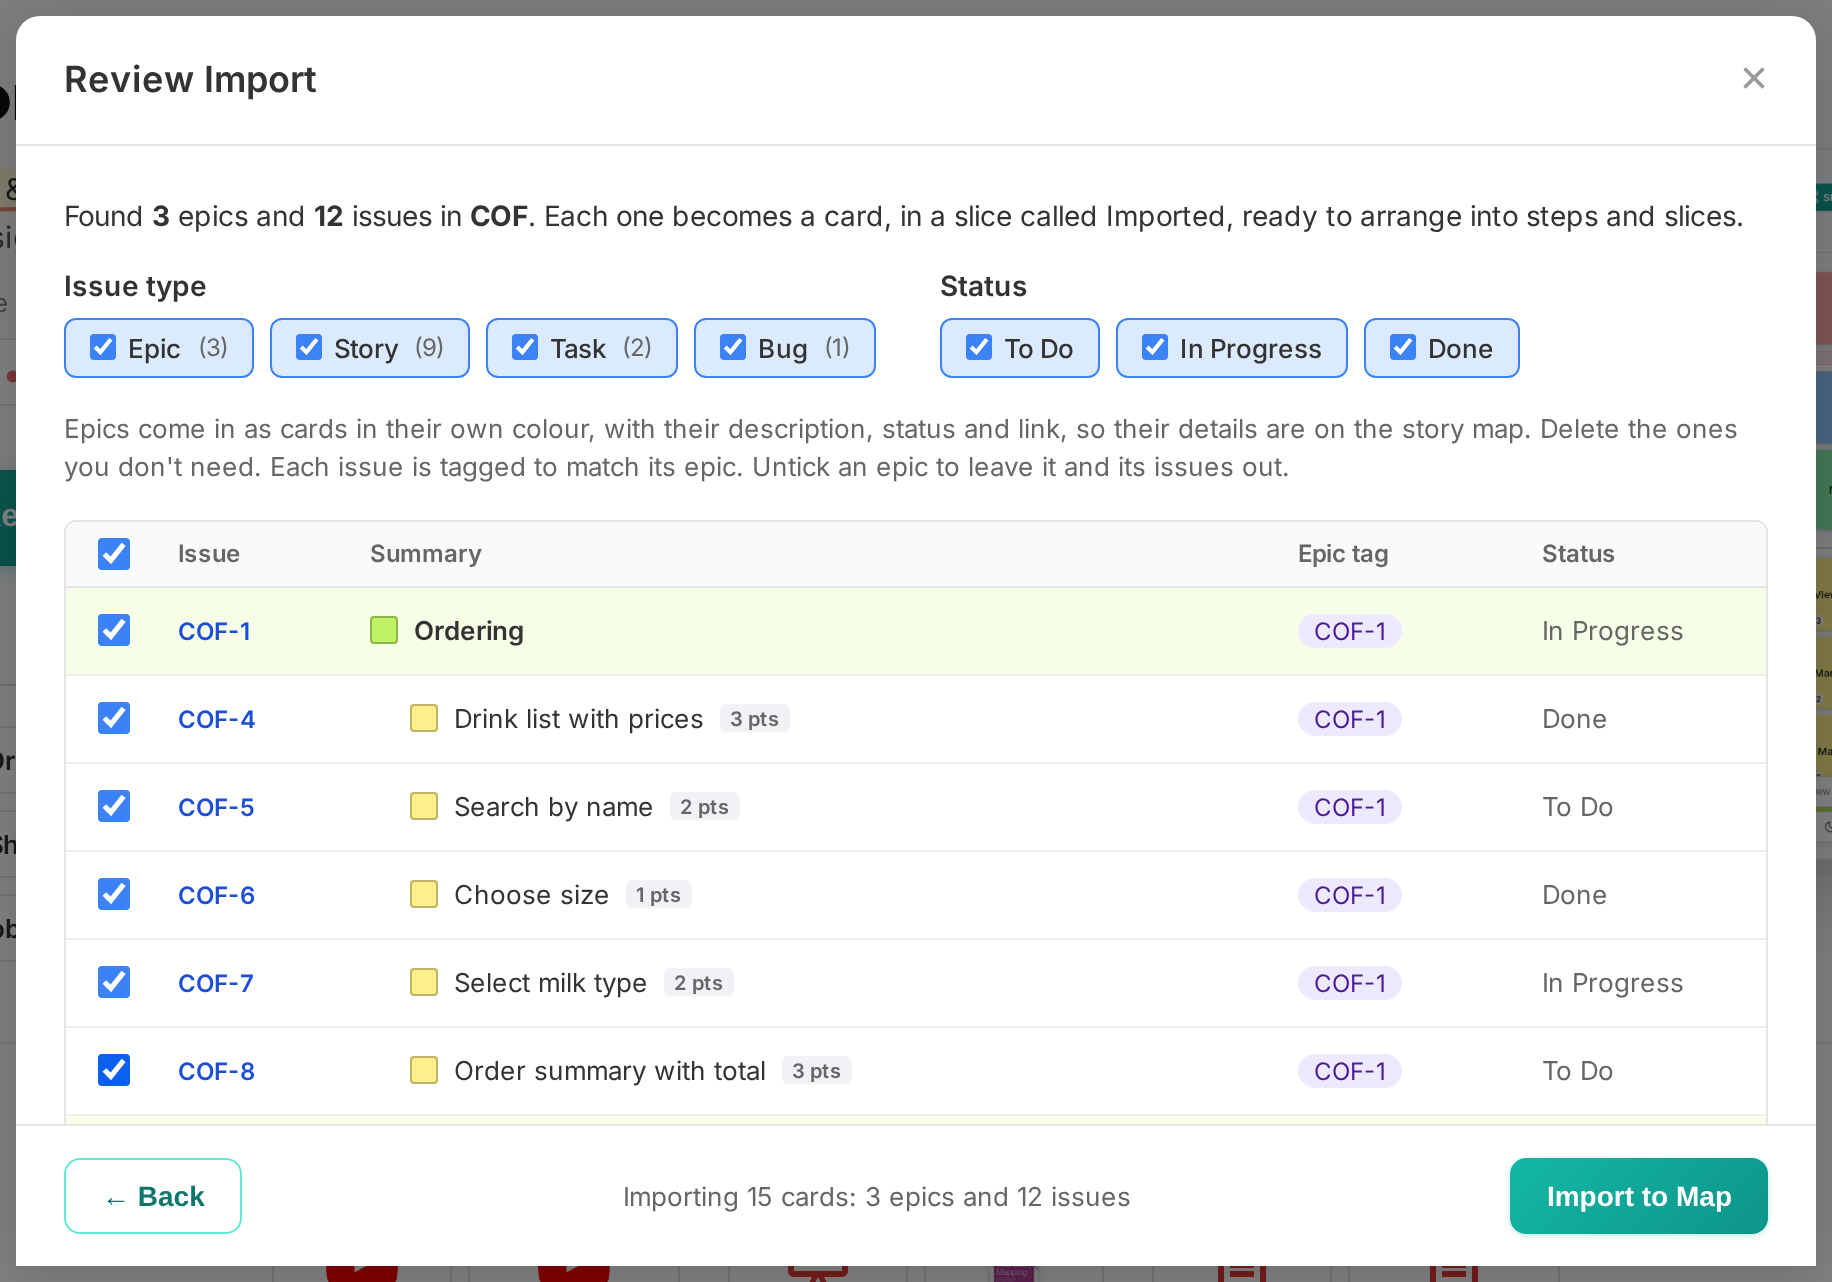 Review Import
Found 3 epics and 12 issues in COF. Each one becomes a card, in a slice called Imported, ready to arrange into steps and slices.
Issue type
Status
Epic (3) Story (9) Task (2) Bug (1) To Do In Progress Done
Epics come in as cards in their own colour, with their description, status and link, so their details are on the story map. Delete the ones
you don't need. Each issue is tagged to match its epic. Untick an epic to leave it and its issues out.
Issue Summary Epic tag Status
COF-1 Ordering COF-1 In Progress
COF-4 Drink list with prices 3 pts COF-1 Done
COF-5 Search by name 2 pts COF-1 To Do
COF-6 Choose size 1 pts COF-1 Done
COF-7 Select milk type 2 pts COF-1 In Progress
COF-8 Order summary with total 3 pts COF-1 To Do
← Back
Importing 15 cards: 3 epics and 12 issues
Import to Map